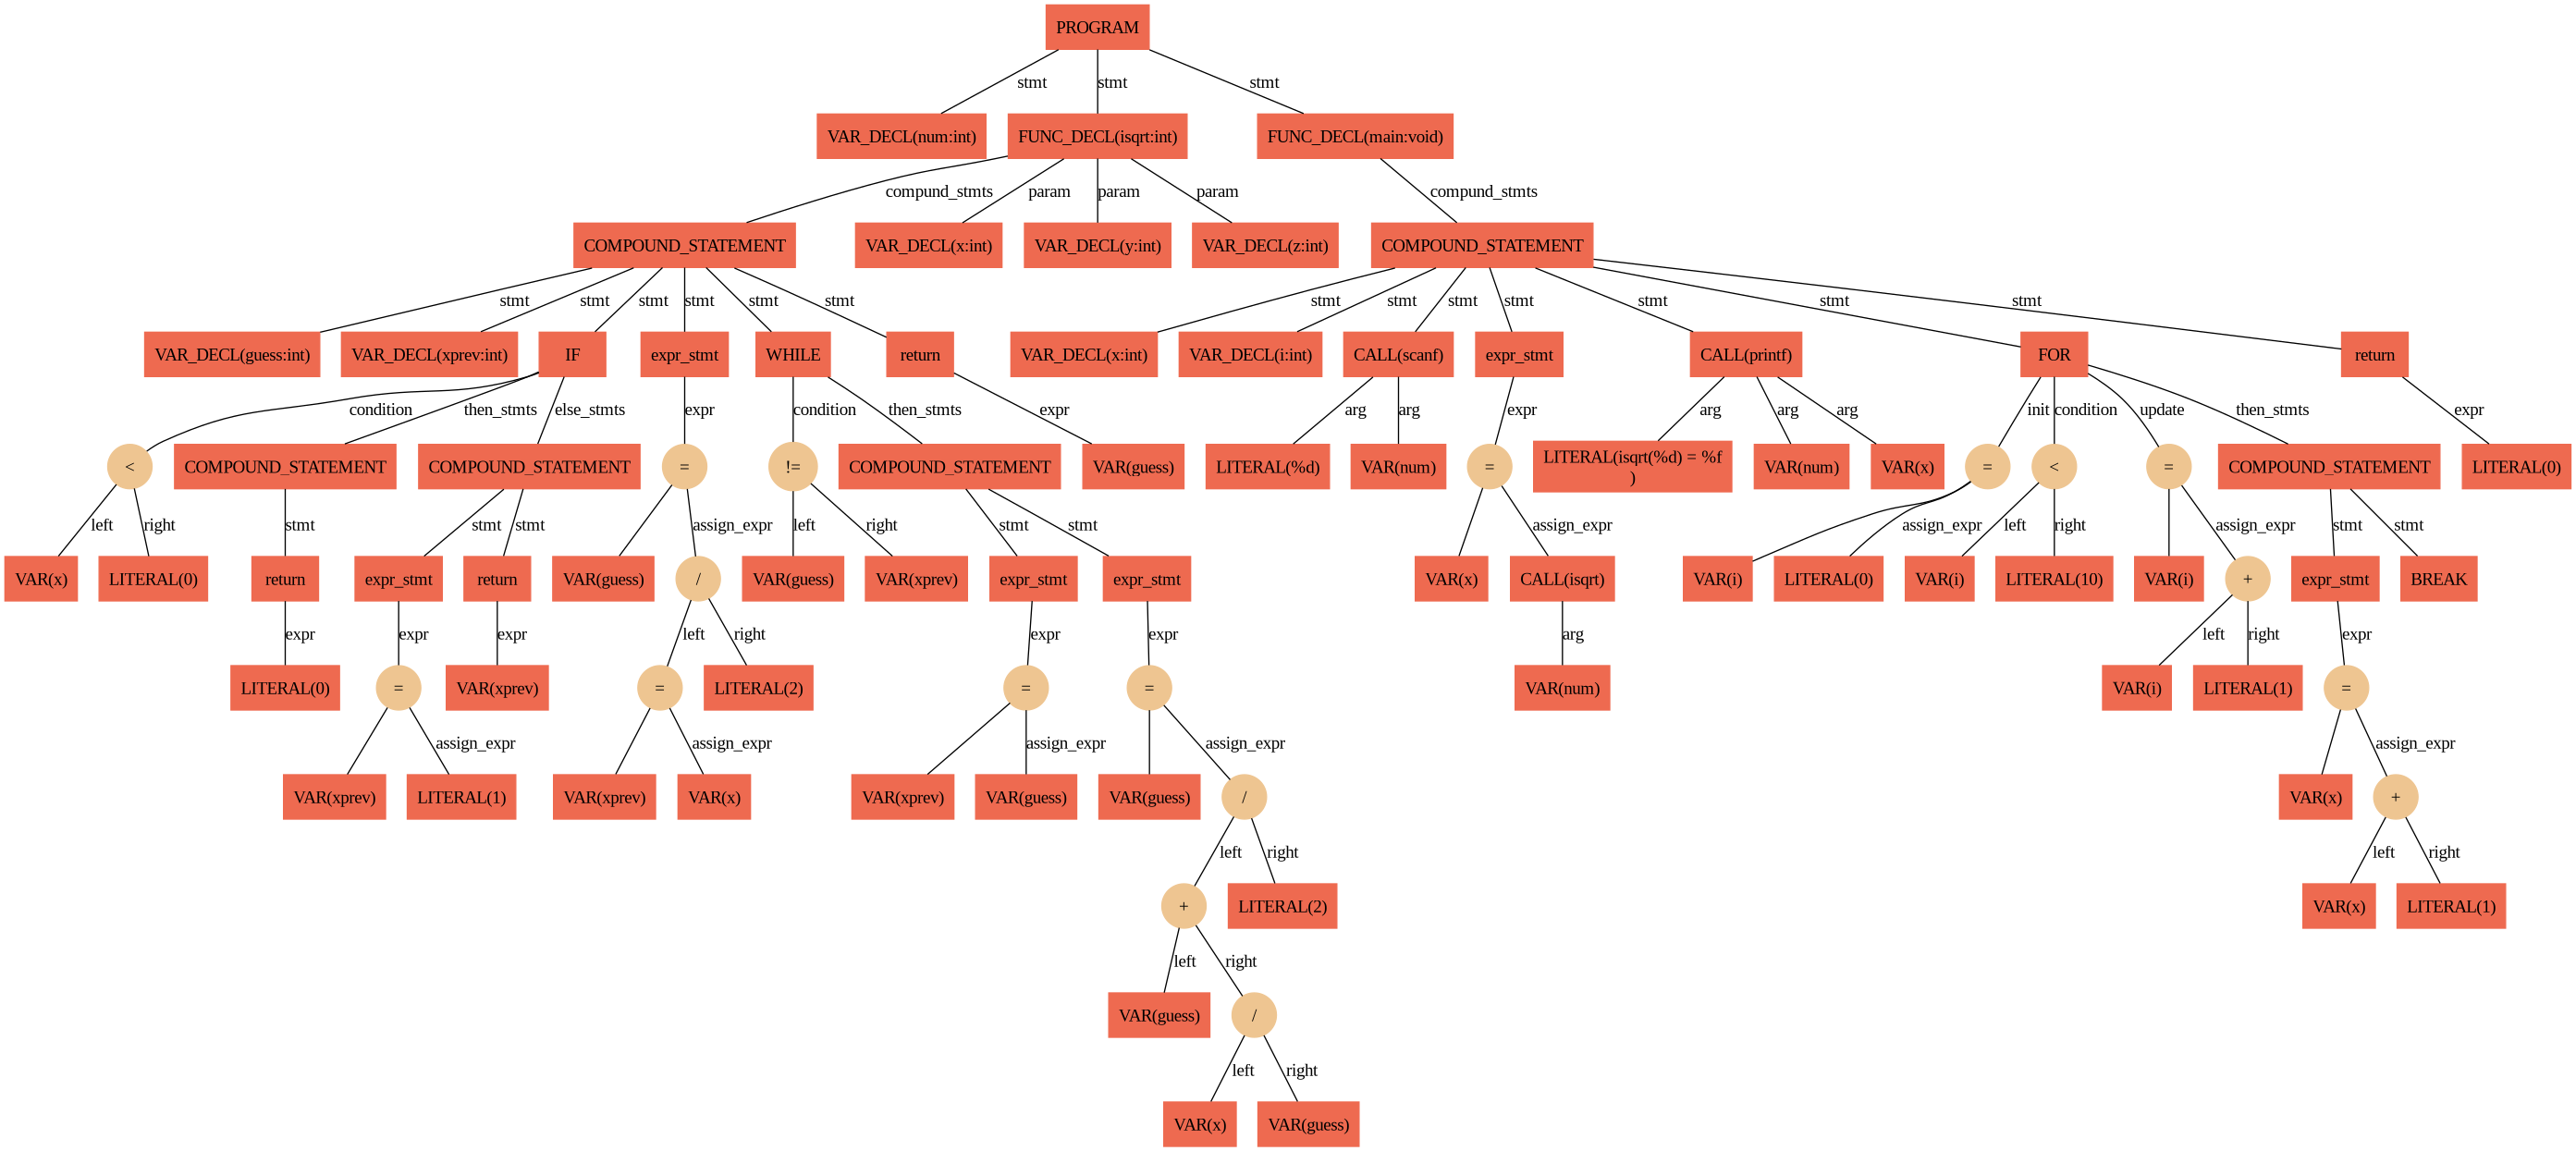 PROGRAM
stmt stmt stmt
VAR_DECL(num:int) FUNC_DECL(isqrt:int) FUNC_DECL(main:void)
compund_stmts param param param compund_stmts
COMPOUND_STATEMENT VAR_DECL(x:int) VAR_DECL(y:int) VAR_DECL(z:int) COMPOUND_STATEMENT
stmt stmt stmt stmt stmt stmt stmt stmt stmt stmt stmt stmt stmt
VAR_DECL(guess:int) VAR_DECL(xprev:int) IF expr_stmt WHILE return VAR_DECL(x:int) VAR_DECL(i:int) CALL(scanf) expr_stmt CALL(printf) FOR return
condition then_stmts else_stmts expr condition then_stmts expr arg arg expr arg arg arg init condition update then_stmts expr
< COMPOUND_STATEMENT COMPOUND_STATEMENT = != COMPOUND_STATEMENT VAR(guess) LITERAL(%d) VAR(num) = LITERAL(isqrt(%d) = %f
) VAR(num) VAR(x) = < = COMPOUND_STATEMENT LITERAL(0)
left right stmt stmt stmt assign_expr left right stmt stmt assign_expr assign_expr left right assign_expr stmt stmt
VAR(x) LITERAL(0) return expr_stmt return VAR(guess) / VAR(guess) VAR(xprev) expr_stmt expr_stmt VAR(x) CALL(isqrt) VAR(i) LITERAL(0) VAR(i) LITERAL(10) VAR(i) + expr_stmt BREAK
expr expr expr left right expr expr arg left right expr
LITERAL(0) = VAR(xprev) = LITERAL(2) = = VAR(num) VAR(i) LITERAL(1) =
assign_expr assign_expr assign_expr assign_expr assign_expr
VAR(xprev) LITERAL(1) VAR(xprev) VAR(x) VAR(xprev) VAR(guess) VAR(guess) / VAR(x) +
left right left right
+ LITERAL(2) VAR(x) LITERAL(1)
left right
VAR(guess) /
left right
VAR(x) VAR(guess)